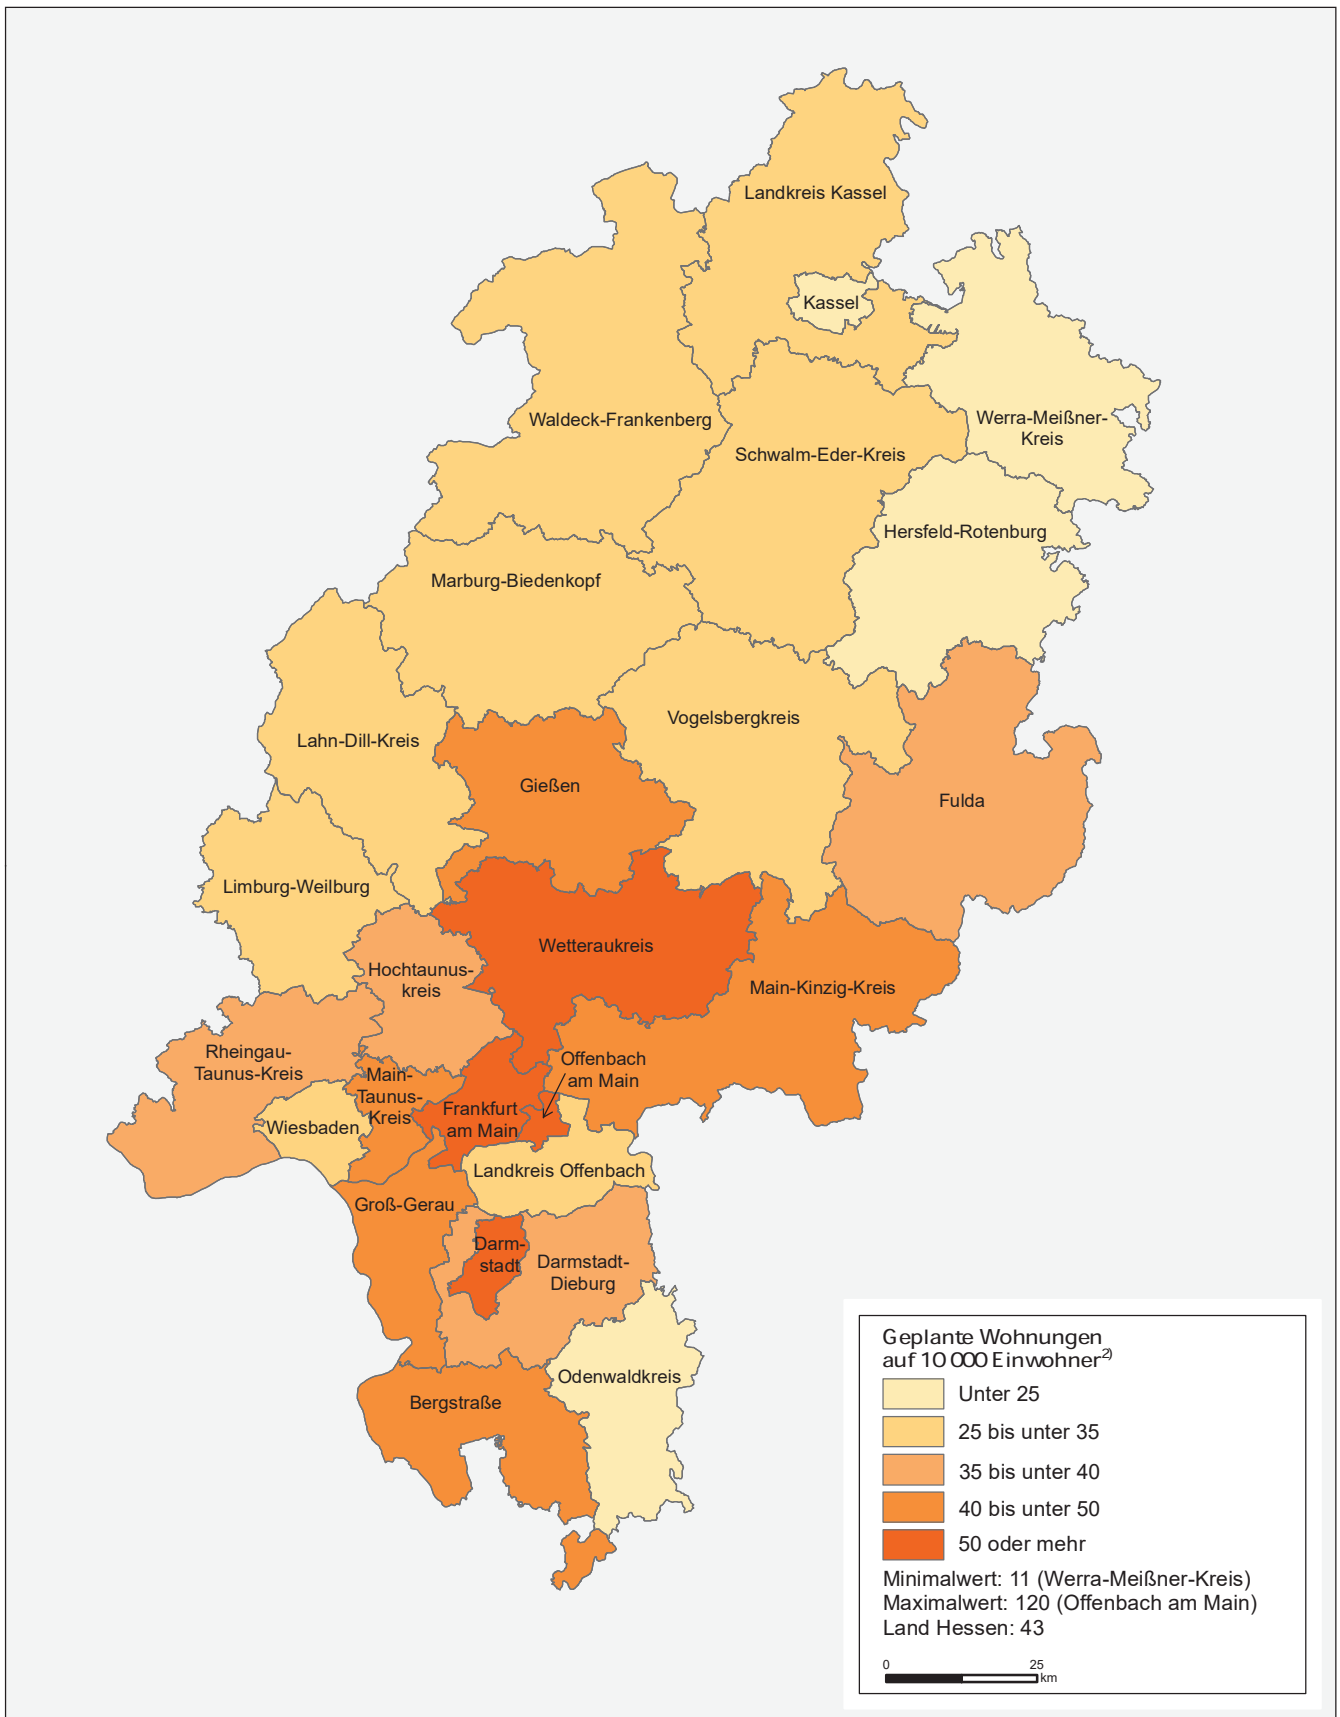 Landkreis Kassel
Kassel
Waldeck-Frankenberg
Werra-Meißner-
Kreis
Schwalm-Eder-Kreis
Hersfeld-Rotenburg
Marburg-Biedenkopf
Vogelsbergkreis
Lahn-Dill-Kreis
Gießen
Fulda
Limburg-Weilburg
Wetteraukreis
Hochtaunus-
kreis
Main-Kinzig-Kreis
Rheingau-
Taunus-Kreis
Offenbach
am Main
Main-
Taunus-
Kreis
Frankfurt
am Main
Wiesbaden
Landkreis Offenbach
Groß-Gerau
Darm-
stadt
Darmstadt-
Dieburg
Odenwaldkreis
Bergstraße
Geplante Wohnungen
auf 10 000 Einwohner2)
Unter 25
25 bis unter 35
35 bis unter 40
40 bis unter 50
50 oder mehr
Minimalwert: 11 (Werra-Meißner-Kreis)
Maximalwert: 120 (Offenbach am Main)
Land Hessen: 43
0 25
km